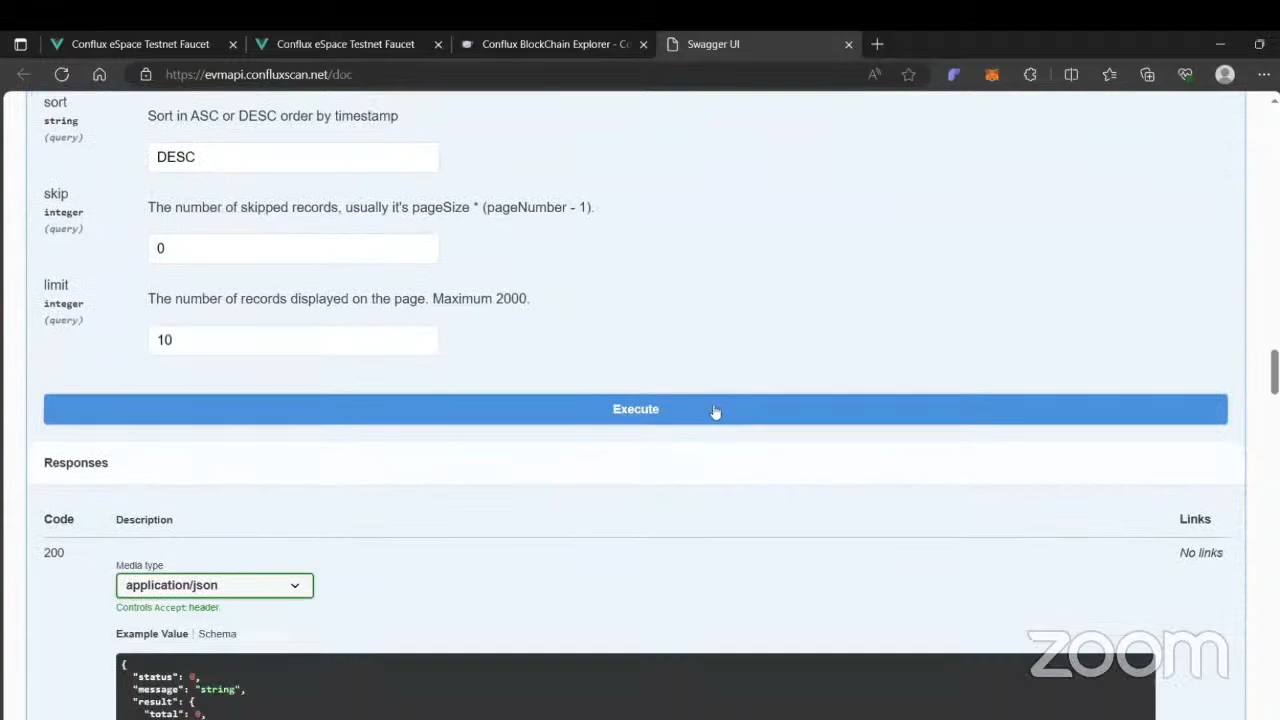 Conflux eSpace Testnet Faucet
Conflux eSpace Testnet Faucet
Conflux BlockChain Explorer - Co
Swagger UI
https://evmapi.confluxscan.net/doc
sort
string
(query)
Sort in ASC or DESC order by timestamp
DESC
skip
integer
(query)
The number of skipped records, usually it's pageSize * (pageNumber - 1).
0
limit
integer
(query)
The number of records displayed on the page. Maximum 2000.
10
Execute
Responses
Code
Description
Links
200
No links
Media type
application/json
Controls Accept header.
Example Value
Schema
{
"status": 0,
"message": "string",
"result": {
"total": 0,
zoom